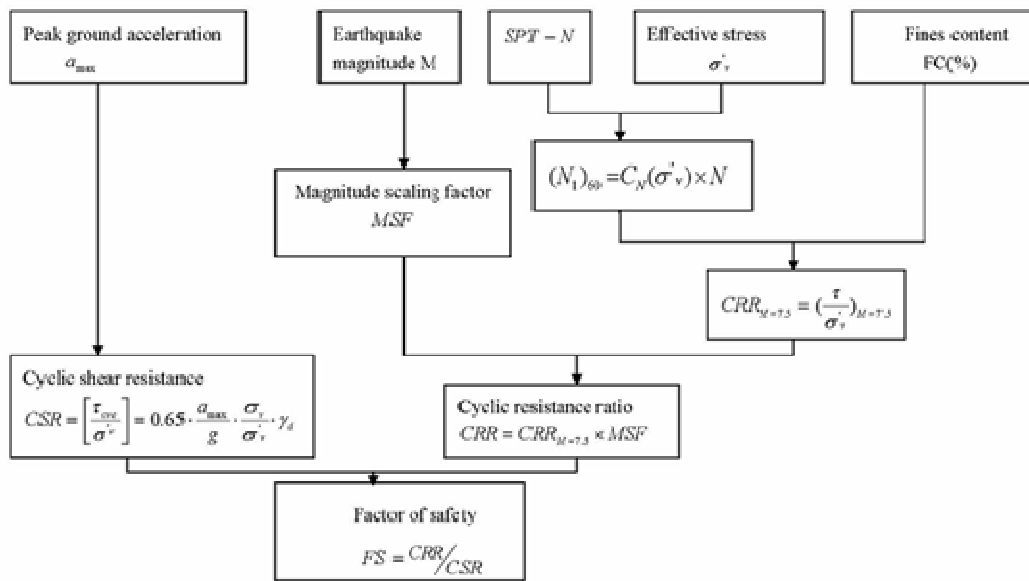 Peak ground acceleration
a_max
Earthquake
magnitude M
SPT − N
Effective stress
σ'_v
Fines content
FC(%)
(N_1)_60 = C_N(σ'_v) × N
Magnitude scaling factor
MSF
CRR_M=7.5 = (τ/σ'_v)_M=7.5
Cyclic shear resistance
CSR = [τ_ave/σ'_v] = 0.65 · a_max/g · σ_v/σ'_v · γ_d
Cyclic resistance ratio
CRR = CRR_M=7.5 × MSF
Factor of safety
FS = CRR/CSR